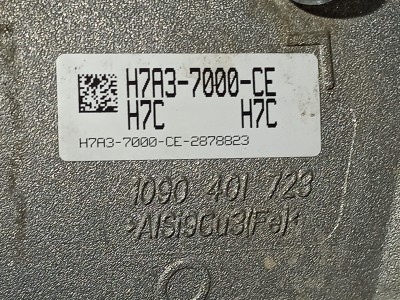 H7A3-7000-CE
H7C H7C
H7A3-7000-CE-2878823
1090 401 723
>AlSi9Cu3(Fe)<